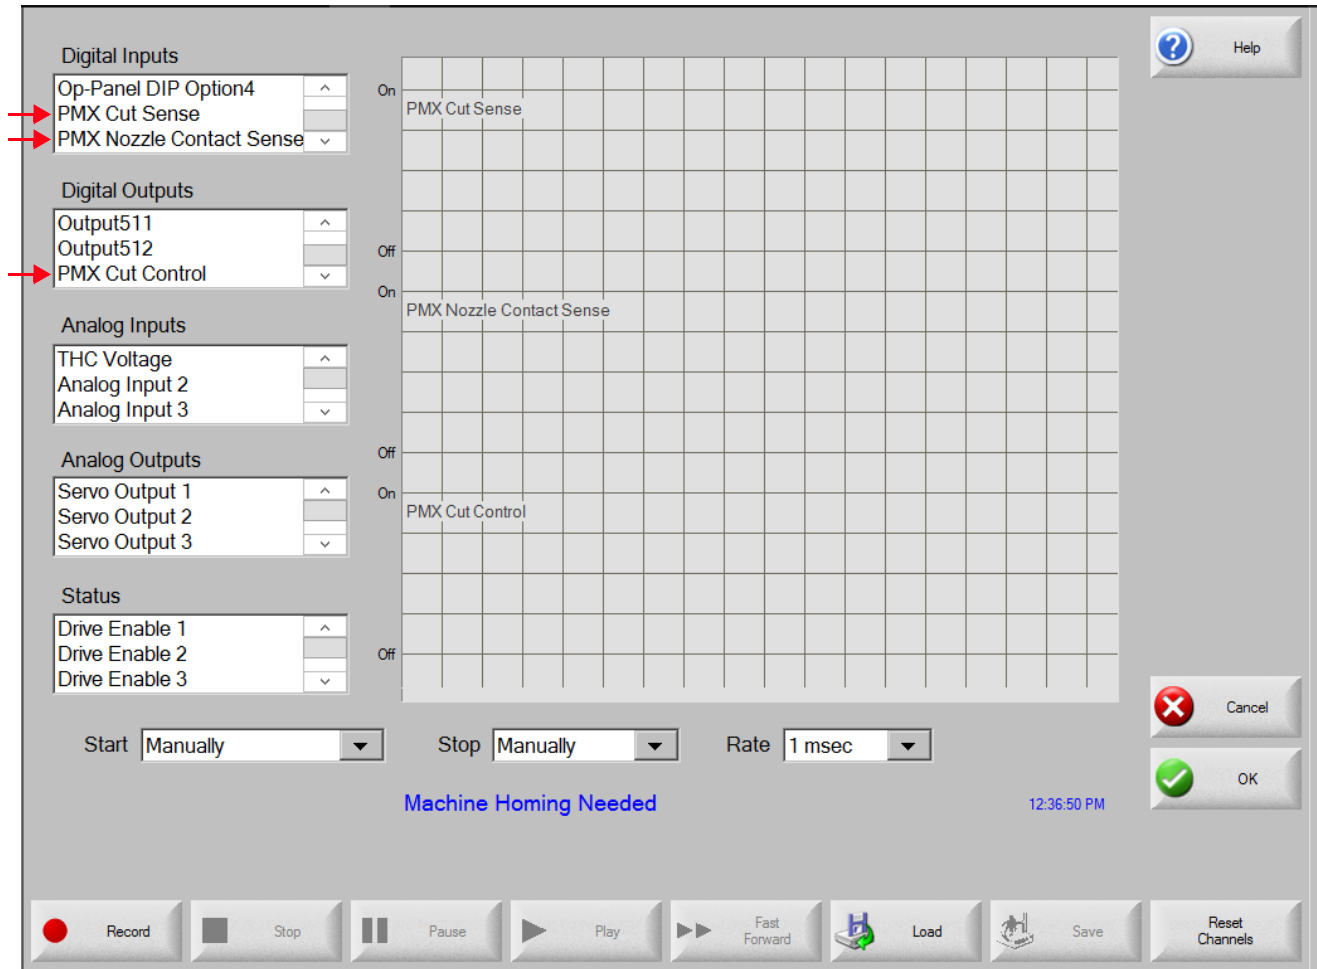 Digital Inputs
Op-Panel DIP Option4
PMX Cut Sense
PMX Nozzle Contact Sense
Digital Outputs
Output511
Output512
PMX Cut Control
Analog Inputs
THC Voltage
Analog Input 2
Analog Input 3
Analog Outputs
Servo Output 1
Servo Output 2
Servo Output 3
Status
Drive Enable 1
Drive Enable 2
Drive Enable 3
On
PMX Cut Sense
Off
On
PMX Nozzle Contact Sense
Off
On
PMX Cut Control
Off
Help
Cancel
OK
Start Manually
Stop Manually
Rate 1 msec
Machine Homing Needed
12:36:50 PM
Record
Stop
Pause
Play
Fast
Forward
Load
Save
Reset
Channels